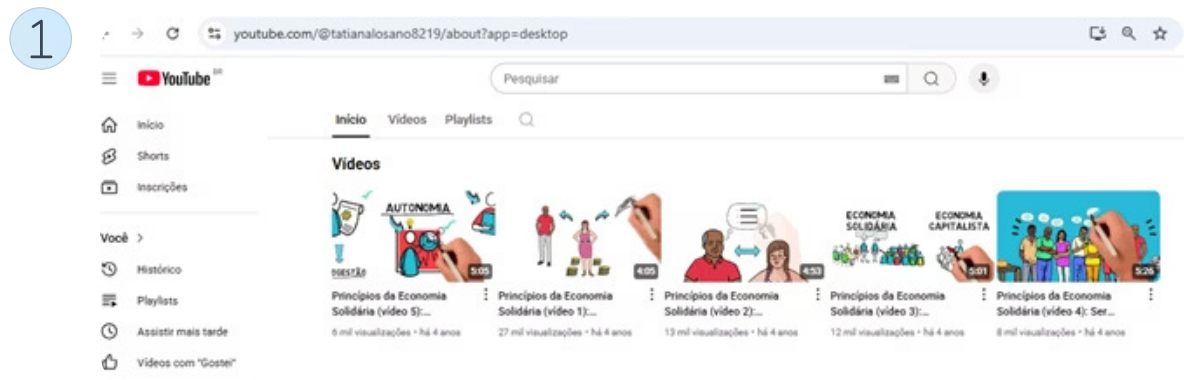 1
youtube.com/@tatianalosano8219/about?app=desktop
YouTube BR
Pesquisar
Início
Shorts
Inscrições
Você >
Histórico
Playlists
Assistir mais tarde
Vídeos com "Gostei"
Início Vídeos Playlists
Vídeos
AUTONOMIA
5:05
Princípios da Economia
Solidária (vídeo 5):...
6 mil visualizações • há 4 anos
4:05
Princípios da Economia
Solidária (vídeo 1):...
27 mil visualizações • há 4 anos
4:53
Princípios da Economia
Solidária (vídeo 2):...
13 mil visualizações • há 4 anos
ECONOMIA SOLIDÁRIA
ECONOMIA CAPITALISTA
5:01
Princípios da Economia
Solidária (vídeo 3):...
12 mil visualizações • há 4 anos
5:26
Princípios da Economia
Solidária (vídeo 4): Ser...
8 mil visualizações • há 4 anos